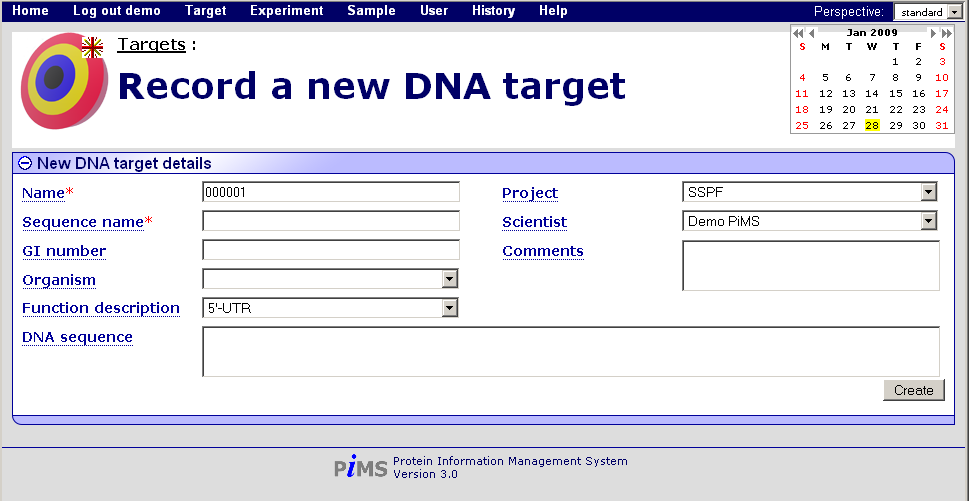 Home Log out demo Target Experiment Sample User History Help Perspective: standard
Targets :
Record a new DNA target
Jan 2009
S M T W T F S
1 2 3
4 5 6 7 8 9 10
11 12 13 14 15 16 17
18 19 20 21 22 23 24
25 26 27 28 29 30 31
New DNA target details
Name* 000001
Sequence name*
GI number
Organism
Function description 5'-UTR
Project SSPF
Scientist Demo PiMS
Comments
DNA sequence
Create
PiMS Protein Information Management System
Version 3.0